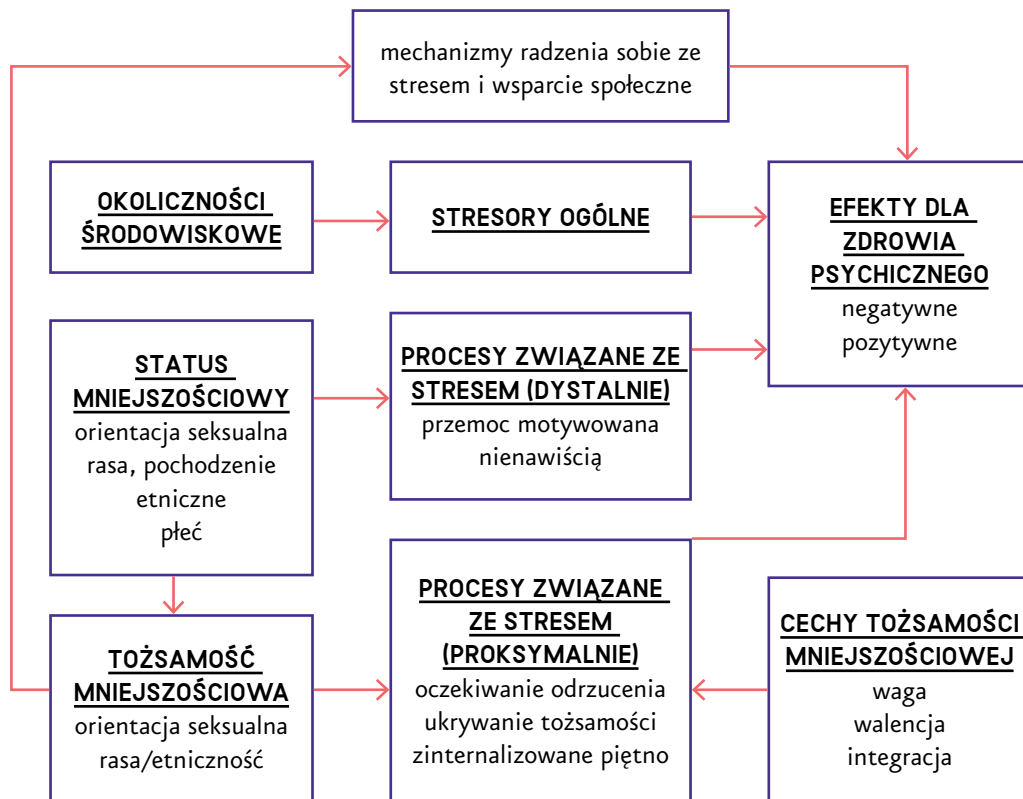 mechanizmy radzenia sobie ze
stresem i wsparcie społeczne
OKOLICZNOŚCI
ŚRODOWISKOWE
STRESORY OGÓLNE
EFEKTY DLA
ZDROWIA
PSYCHICZNEGO
negatywne
pozytywne
STATUS
MNIEJSZOŚCIOWY
orientacja seksualna
rasa, pochodzenie
etniczne
płeć
PROCESY ZWIĄZANE ZE
STRESEM (DYSTALNIE)
przemoc motywowana
nienawiścią
TOŻSAMOŚĆ
MNIEJSZOŚCIOWA
orientacja seksualna
rasa/etniczność
PROCESY ZWIĄZANE
ZE STRESEM
(PROKSYMALNIE)
oczekiwanie odrzucenia
ukrywanie tożsamości
zinternalizowane piętno
CECHY TOŻSAMOŚCI
MNIEJSZOŚCIOWEJ
waga
walencja
integracja